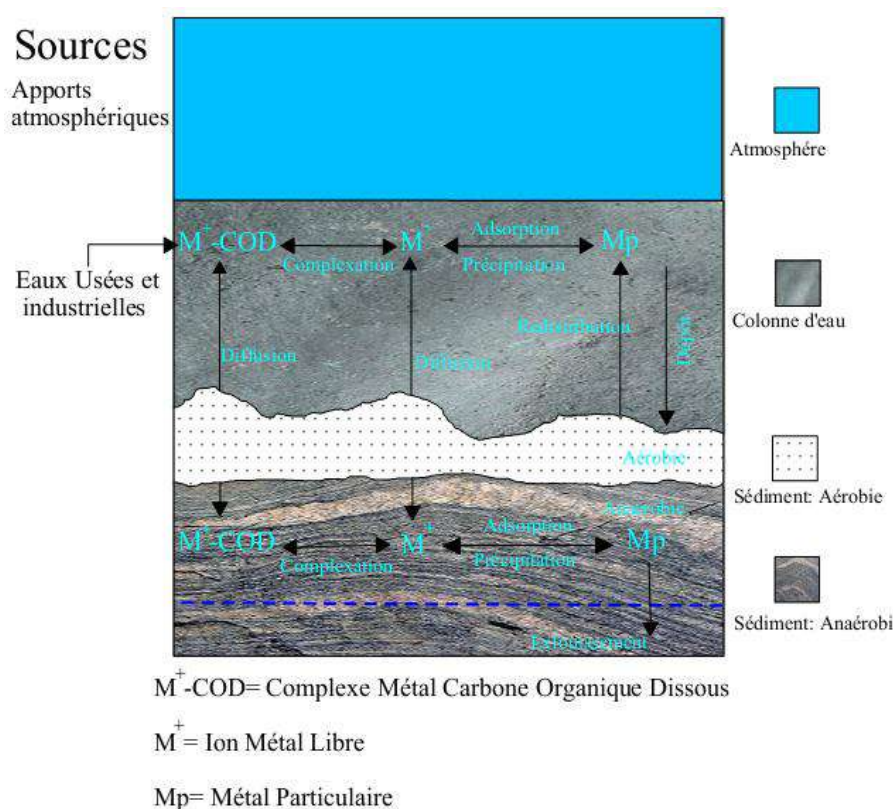 Sources
Apports
atmosphériques
Atmosphére
M⁺-COD
M⁺
Adsorption
Mp
Complexation
Précipitation
Eaux Usées et
industrielles
Colonne d'eau
Diffusion
Diffusion
Dépôt
Aérobie
Sédiment: Aérobie
Anaérobie
M⁺-COD
M⁺
Adsorption
Mp
Complexation
Précipitation
Sédiment: Anaérobi
Enfouissement
M⁺-COD= Complexe Métal Carbone Organique Dissous
M⁺= Ion Métal Libre
Mp= Métal Particulaire